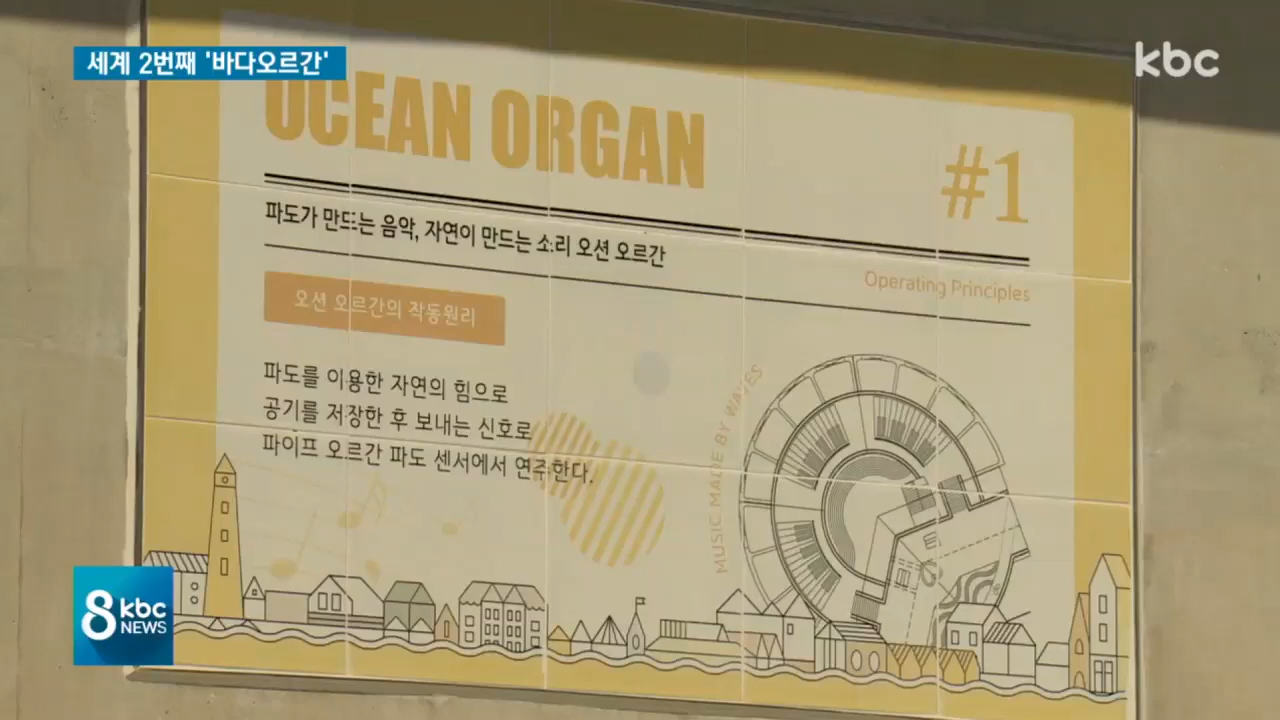 세계 2번째 '바다오르간'
kbc
OCEAN ORGAN
#1
파도가 만드는 음악, 자연이 만드는 소리 오션 오르간
Operating Principles
오션 오르간의 작동원리
파도를 이용한 자연의 힘으로
공기를 저장한 후 보내는 신호로
파이프 오르간 파도 센서에서 연주한다.
MUSIC MADE BY WAVES
8 kbc
NEWS